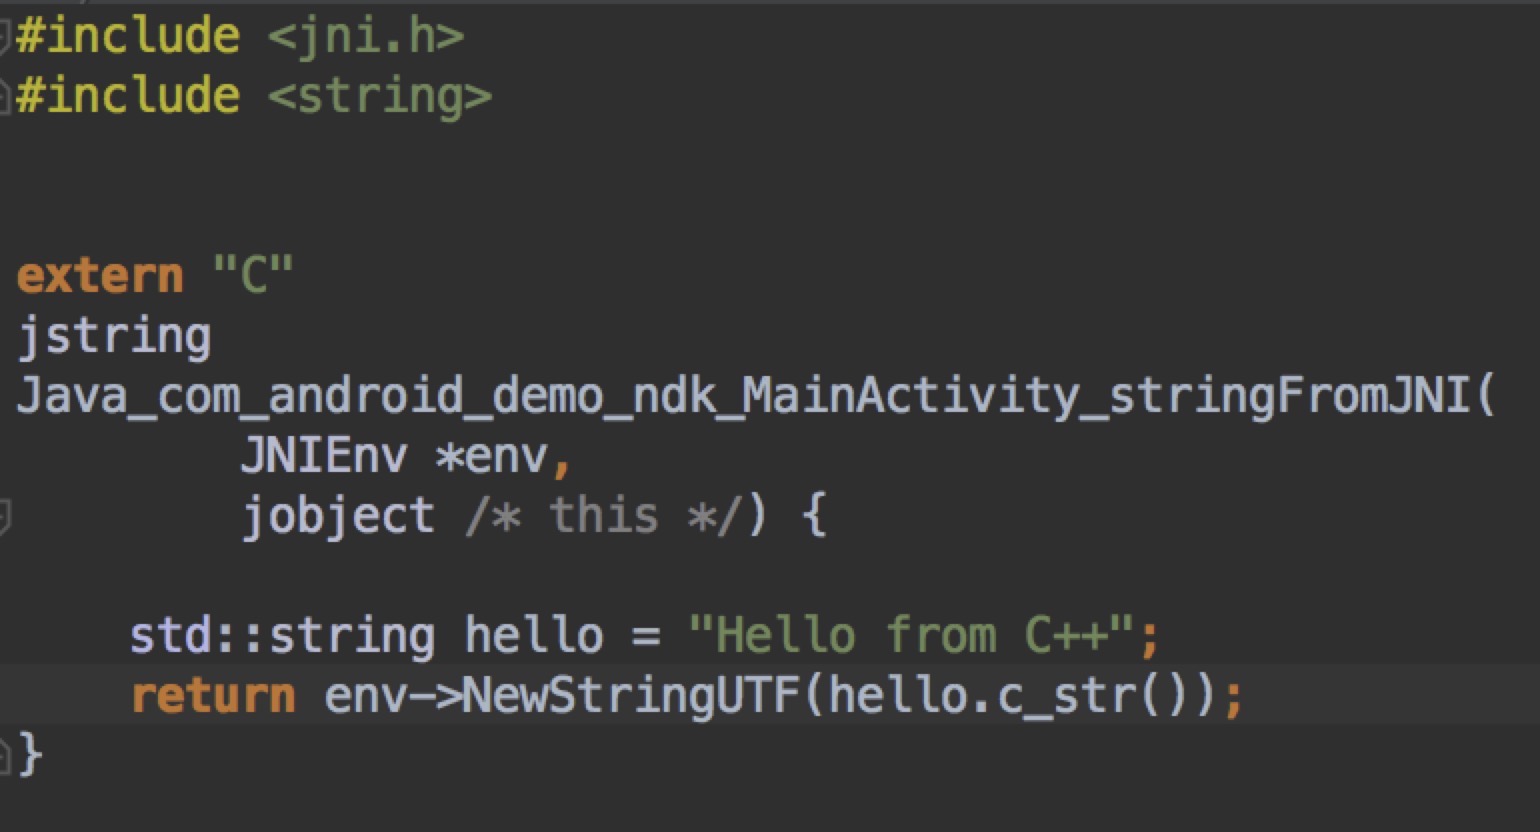 #include <jni.h>
#include <string>
extern "C"
jstring
Java_com_android_demo_ndk_MainActivity_stringFromJNI(
        JNIEnv *env,
        jobject /* this */) {
    std::string hello = "Hello from C++";
    return env->NewStringUTF(hello.c_str());
}